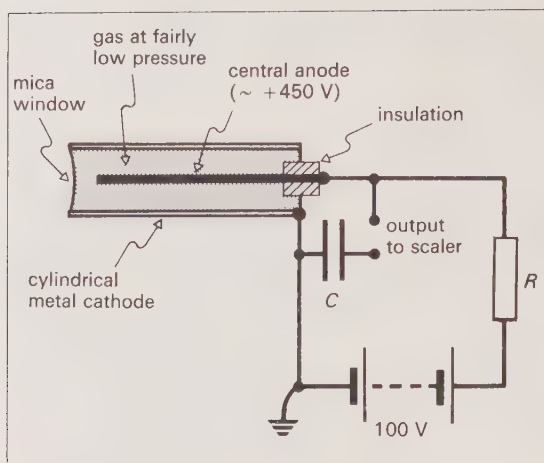 gas at fairly
low pressure
mica
window
central anode
(~ +450 V)
insulation
output
to scaler
cylindrical
metal cathode
C
R
100 V